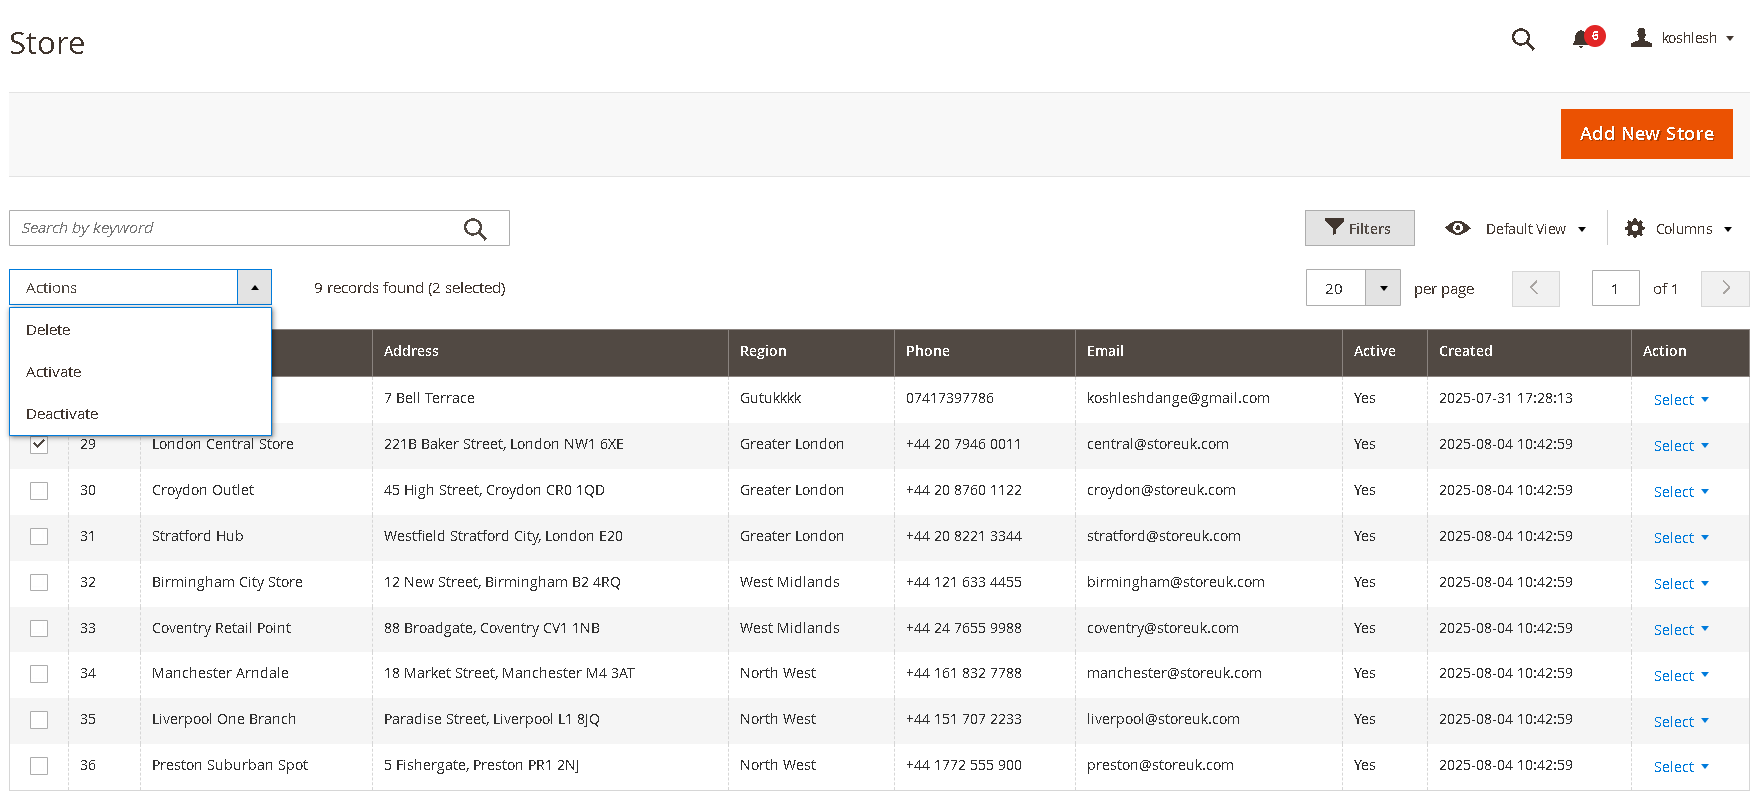 Store
6
koshlesh
Add New Store
Search by keyword
Filters
Default View
Columns
Actions
9 records found (2 selected)
20
per page
1
of 1
Delete
Activate
Deactivate
Address Region Phone Email Active Created Action
7 Bell Terrace Gutukkkk 07417397786 koshleshdange@gmail.com Yes 2025-07-31 17:28:13 Select
29 London Central Store 221B Baker Street, London NW1 6XE Greater London +44 20 7946 0011 central@storeuk.com Yes 2025-08-04 10:42:59 Select
30 Croydon Outlet 45 High Street, Croydon CR0 1QD Greater London +44 20 8760 1122 croydon@storeuk.com Yes 2025-08-04 10:42:59 Select
31 Stratford Hub Westfield Stratford City, London E20 Greater London +44 20 8221 3344 stratford@storeuk.com Yes 2025-08-04 10:42:59 Select
32 Birmingham City Store 12 New Street, Birmingham B2 4RQ West Midlands +44 121 633 4455 birmingham@storeuk.com Yes 2025-08-04 10:42:59 Select
33 Coventry Retail Point 88 Broadgate, Coventry CV1 1NB West Midlands +44 24 7655 9988 coventry@storeuk.com Yes 2025-08-04 10:42:59 Select
34 Manchester Arndale 18 Market Street, Manchester M4 3AT North West +44 161 832 7788 manchester@storeuk.com Yes 2025-08-04 10:42:59 Select
35 Liverpool One Branch Paradise Street, Liverpool L1 8JQ North West +44 151 707 2233 liverpool@storeuk.com Yes 2025-08-04 10:42:59 Select
36 Preston Suburban Spot 5 Fishergate, Preston PR1 2NJ North West +44 1772 555 900 preston@storeuk.com Yes 2025-08-04 10:42:59 Select